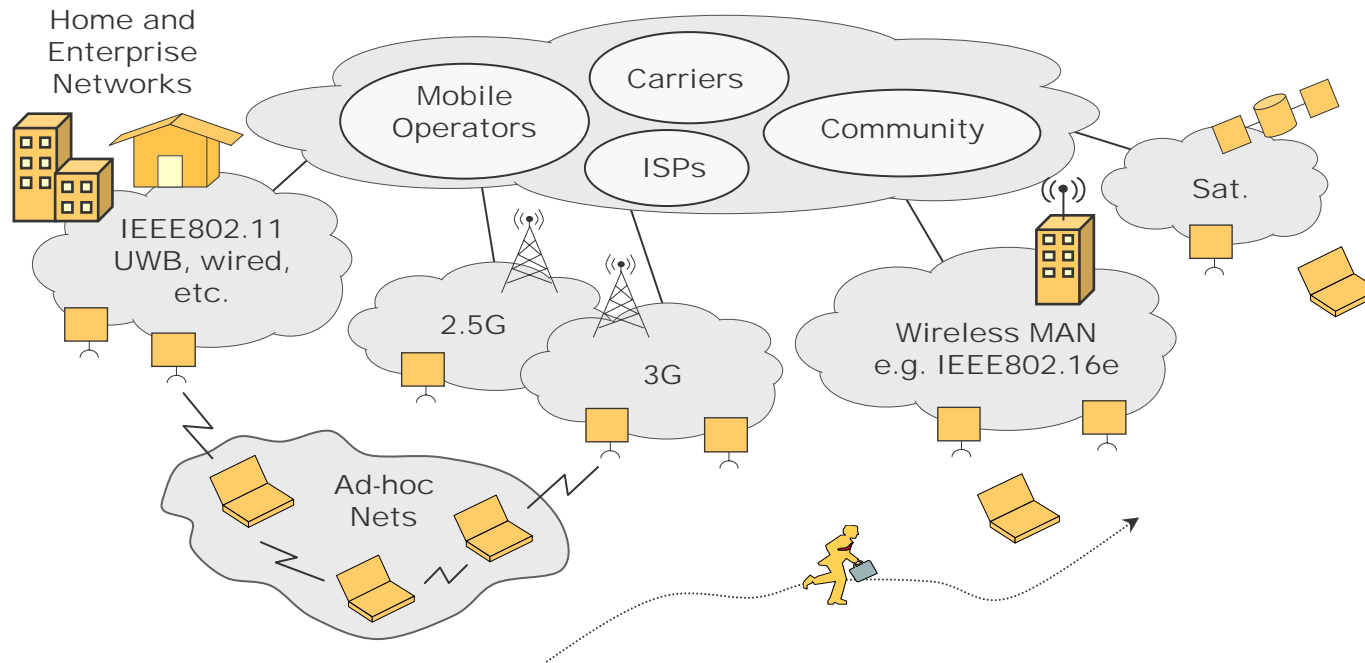 Home and
Enterprise
Networks
Mobile
Operators
Carriers
ISPs
Community
Sat.
IEEE802.11
UWB, wired,
etc.
2.5G
3G
Wireless MAN
e.g. IEEE802.16e
Ad-hoc
Nets